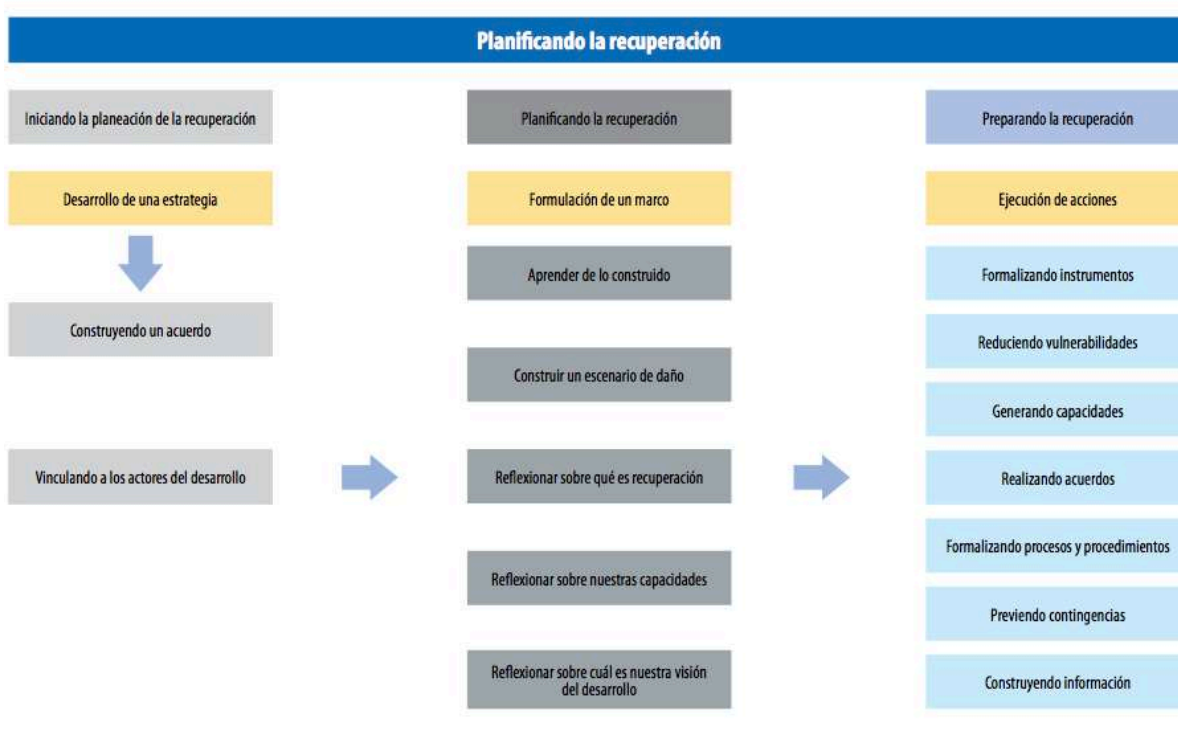 Planificando la recuperación
Iniciando la planeación de la recuperación
Desarrollo de una estrategia
Construyendo un acuerdo
Vinculando a los actores del desarrollo
Planificando la recuperación
Formulación de un marco
Aprender de lo construido
Construir un escenario de daño
Reflexionar sobre qué es recuperación
Reflexionar sobre nuestras capacidades
Reflexionar sobre cuál es nuestra visión
del desarrollo
Preparando la recuperación
Ejecución de acciones
Formalizando instrumentos
Reduciendo vulnerabilidades
Generando capacidades
Realizando acuerdos
Formalizando procesos y procedimientos
Previendo contingencias
Construyendo información